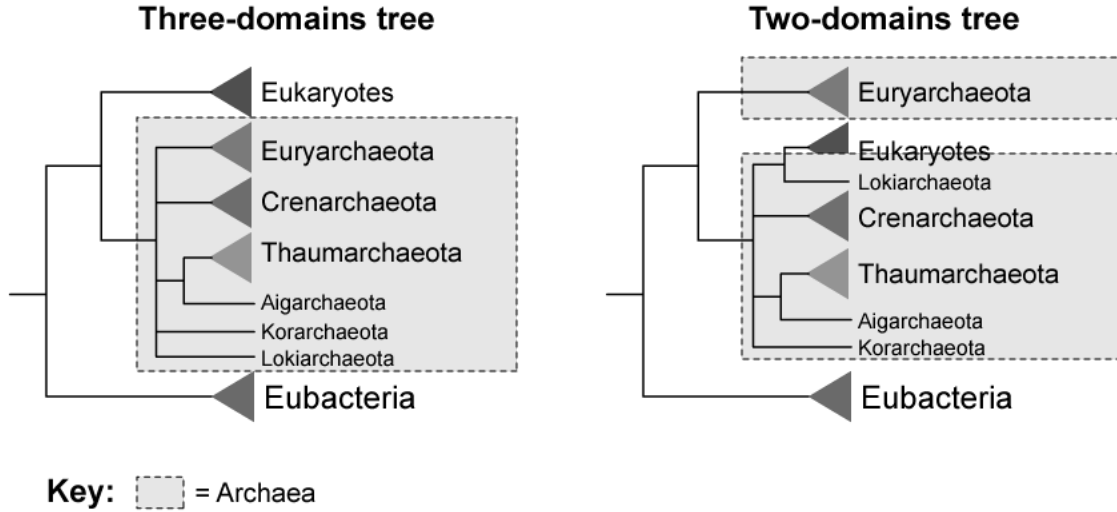 Three-domains tree
Eukaryotes
Euryarchaeota
Crenarchaeota
Thaumarchaeota
Aigarchaeota
Korarchaeota
Lokiarchaeota
Eubacteria
Two-domains tree
Euryarchaeota
Eukaryotes
Lokiarchaeota
Crenarchaeota
Thaumarchaeota
Aigarchaeota
Korarchaeota
Eubacteria
Key: = Archaea